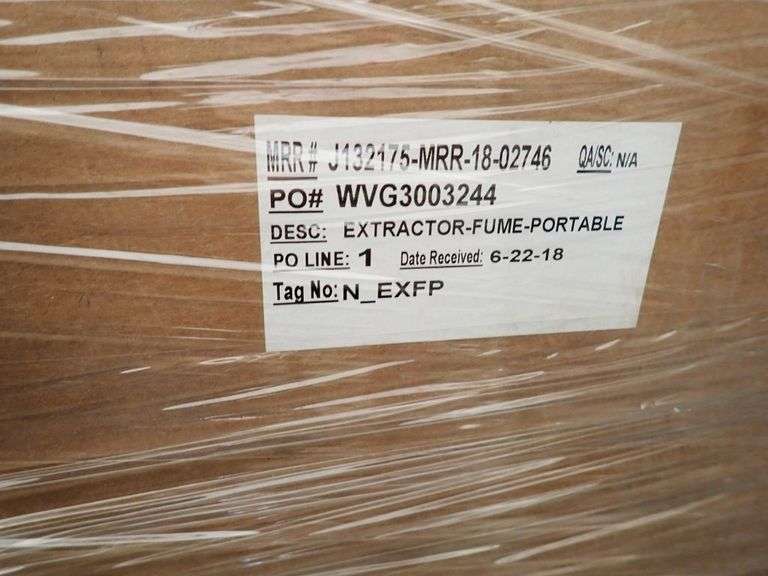 MRR # J132175-MRR-18-02746 QA/SC: N/A
PO# WVG3003244
DESC: EXTRACTOR-FUME-PORTABLE
PO LINE: 1 Date Received: 6-22-18
Tag No: N_EXFP